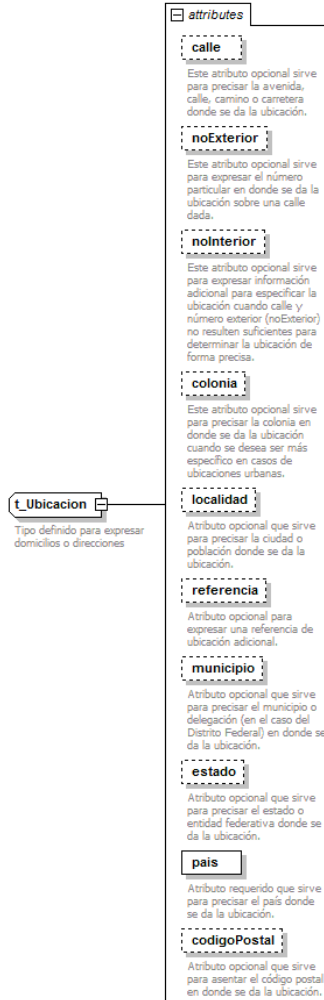 attributes
calle
Este atributo opcional sirve
para precisar la avenida,
calle, camino o carretera
donde se da la ubicación.
noExterior
Este atributo opcional sirve
para expresar el número
particular en donde se da la
ubicación sobre una calle
dada.
noInterior
Este atributo opcional sirve
para expresar información
adicional para especificar la
ubicación cuando calle y
número exterior (noExterior)
no resulten suficientes para
determinar la ubicación de
forma precisa.
colonia
Este atributo opcional sirve
para precisar la colonia en
donde se da la ubicación
cuando se desea ser más
específico en casos de
ubicaciones urbanas.
t_Ubicacion
Tipo definido para expresar
domicilios o direcciones
localidad
Atributo opcional que sirve
para precisar la ciudad o
población donde se da la
ubicación.
referencia
Atributo opcional para
expresar una referencia de
ubicación adicional.
municipio
Atributo opcional que sirve
para precisar el municipio o
delegación (en el caso del
Distrito Federal) en donde se
da la ubicación.
estado
Atributo opcional que sirve
para precisar el estado o
entidad federativa donde se
da la ubicación.
pais
Atributo requerido que sirve
para precisar el país donde
se da la ubicación.
codigoPostal
Atributo opcional que sirve
para asentar el código postal
en donde se da la ubicación.